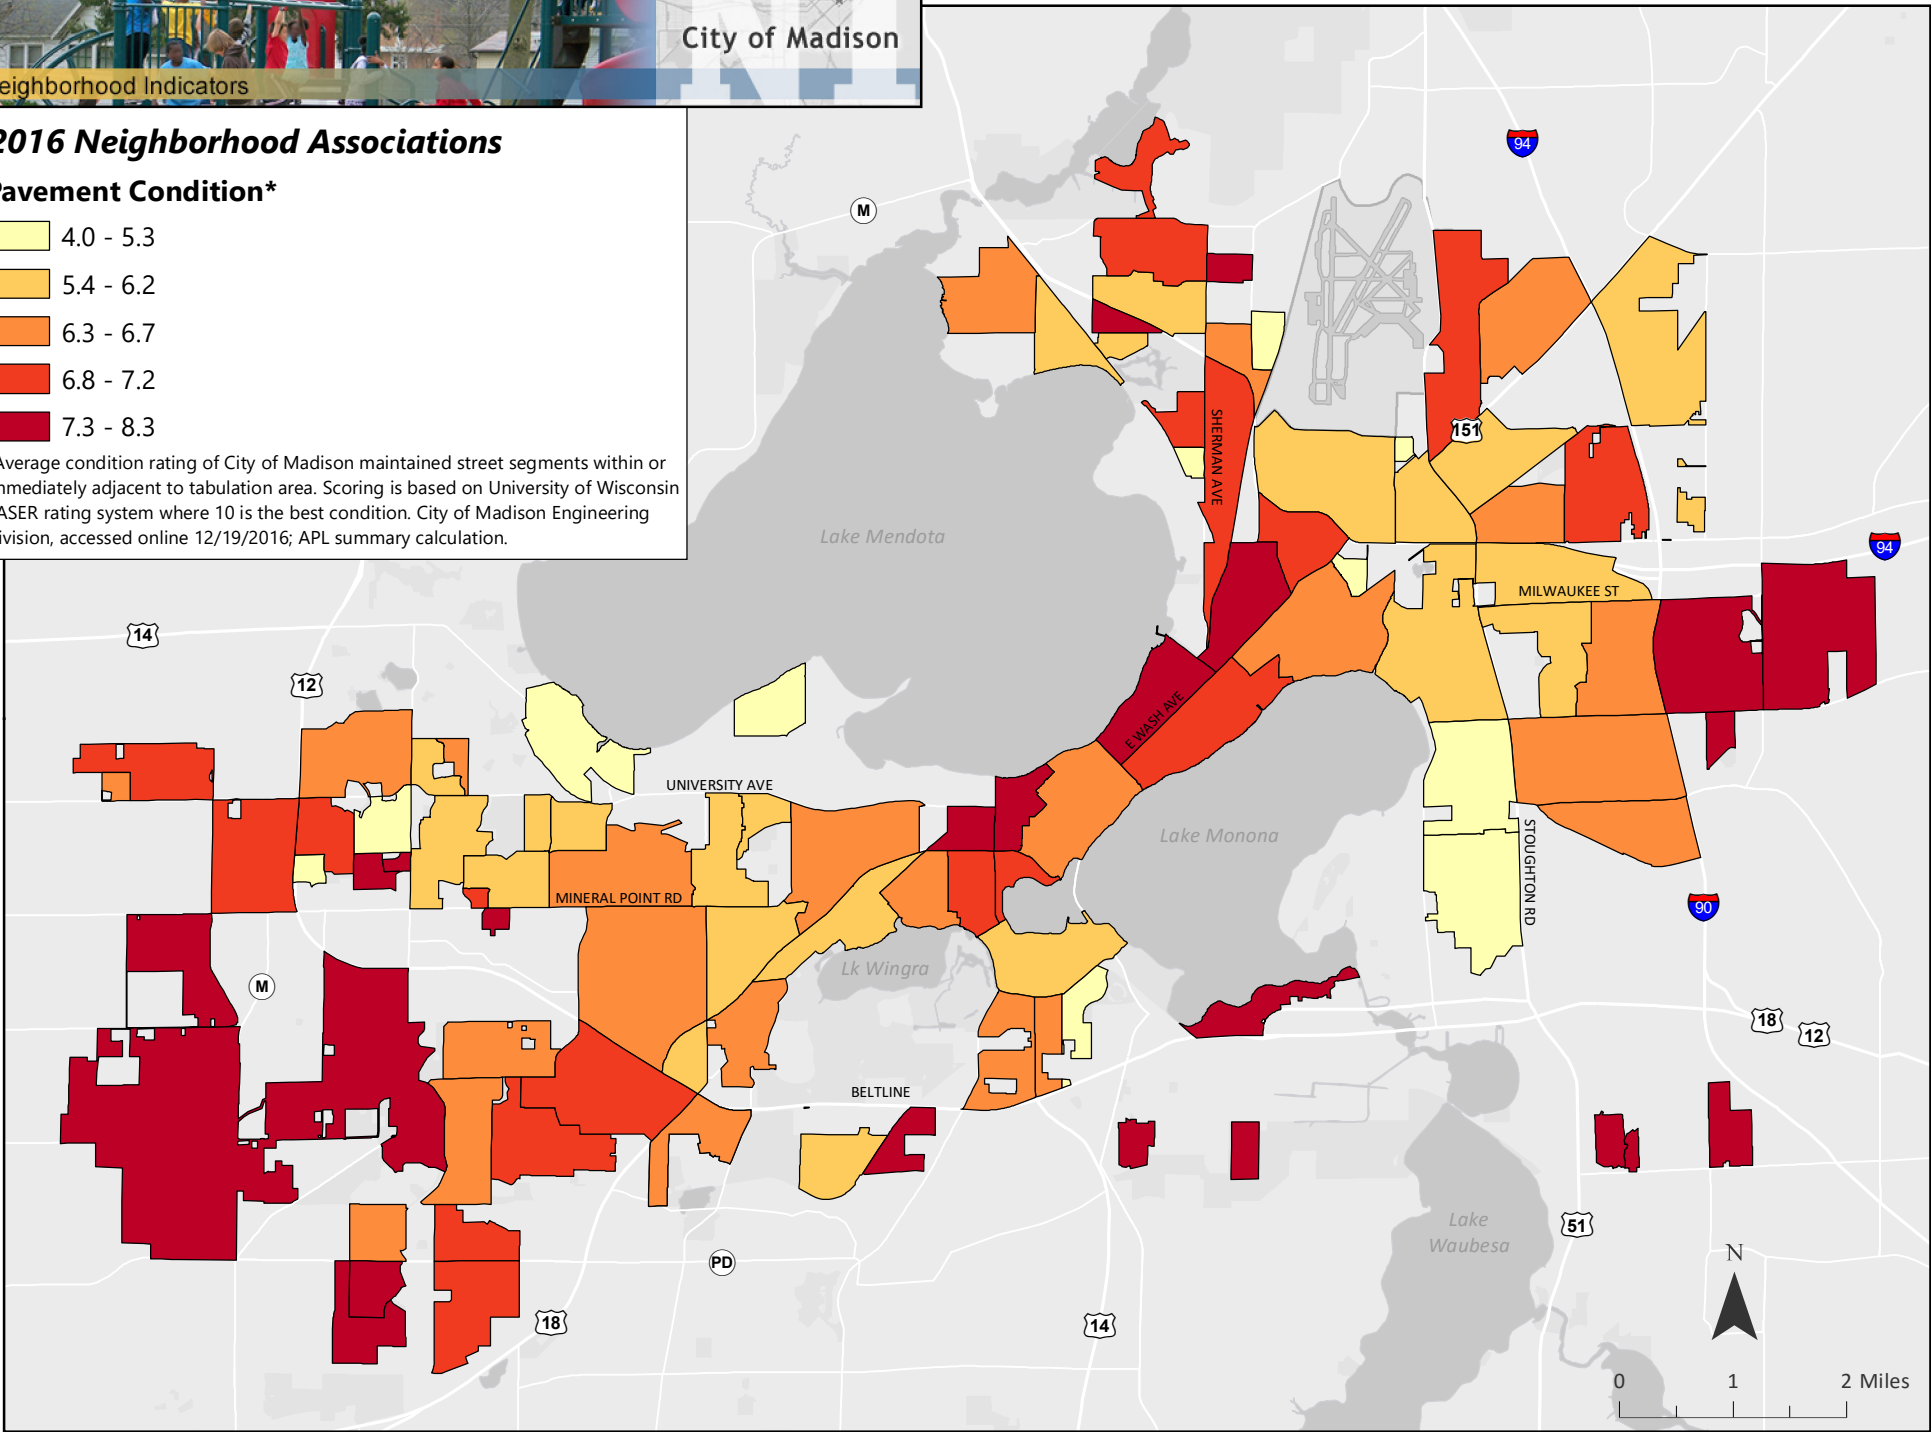 City of Madison
eighborhood Indicators
2016 Neighborhood Associations
Pavement Condition*
4.0 - 5.3
5.4 - 6.2
6.3 - 6.7
6.8 - 7.2
7.3 - 8.3
Average condition rating of City of Madison maintained street segments within or
mmediately adjacent to tabulation area. Scoring is based on University of Wisconsin
ASER rating system where 10 is the best condition. City of Madison Engineering
ivision, accessed online 12/19/2016; APL summary calculation.
94
M
151
SHERMAN AVE
Lake Mendota
94
MILWAUKEE ST
14
12
E WASH AVE
UNIVERSITY AVE
Lake Monona
STOUGHTON RD
MINERAL POINT RD
90
Lk Wingra
M
18
12
BELTLINE
Lake
Waubesa
51
PD
N
18
14
0 1 2 Miles